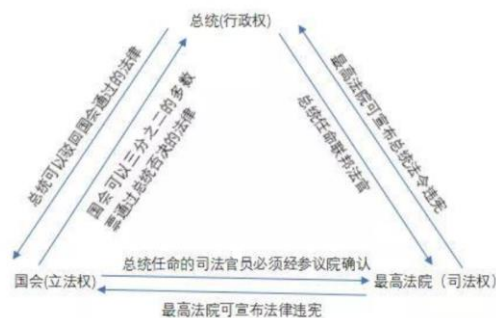 总统(行政权)
总统可以驳回国会通过的法律
国会可以三分之二的多数
票通过总统否决的法律
总统任命联邦法官
最高法院可宣布总统法令违宪
总统任命的司法官员必须经参议院确认
国会(立法权)
最高法院（司法权）
最高法院可宣布法律违宪